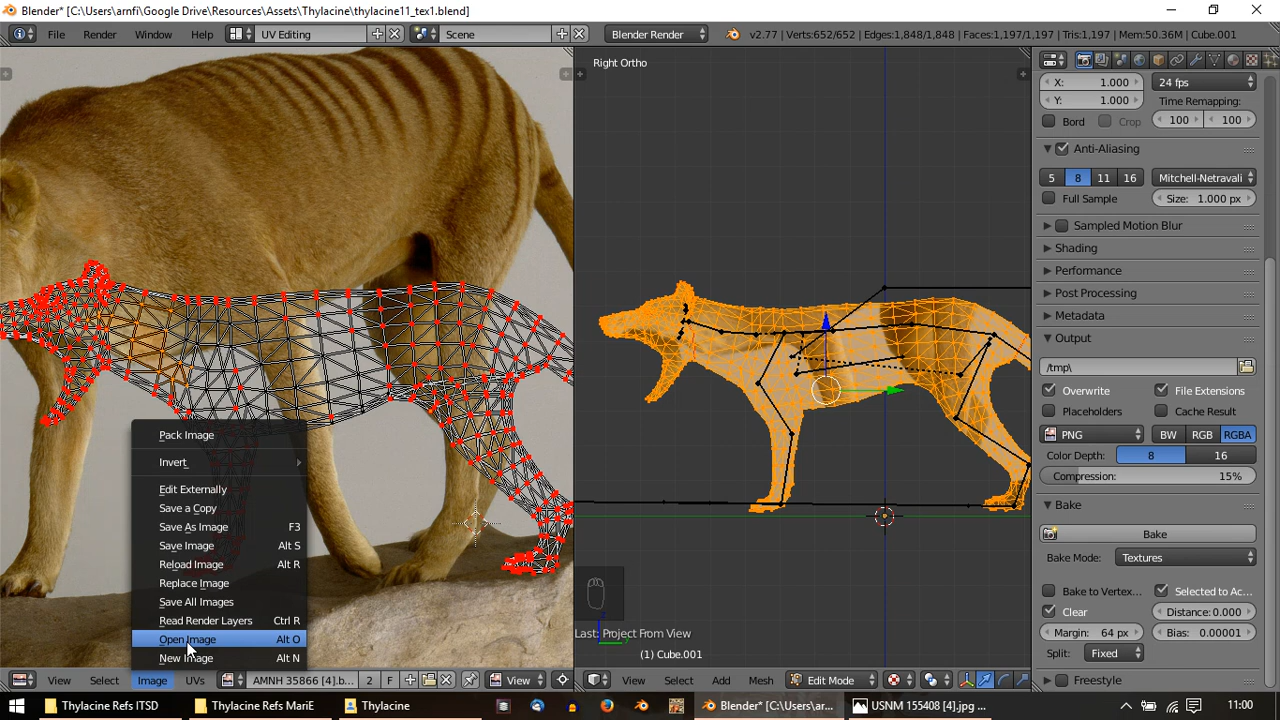 Blender* [C:\Users\arnfi\Google Drive\Resources\Assets\Thylacine\thylacine11_tex1.blend]
File Render Window Help UV Editing Scene Blender Render v2.77 | Verts:652/652 | Edges:1,848/1,848 | Faces:1,197/1,197 | Tris:1,197 | Mem:50.36M | Cube.001
Right Ortho
X: 1.000 24 fps
Y: 1.000 Time Remapping:
Bord Crop 100 100
Anti-Aliasing
5 8 11 16 Mitchell-Netravali
Full Sample Size: 1.000 px
Sampled Motion Blur
Shading
Performance
Post Processing
Metadata
Output
/tmp\
Overwrite File Extensions
Placeholders Cache Result
PNG BW RGB RGBA
Color Depth: 8 16
Compression: 15%
Bake
Bake
Bake Mode: Textures
Bake to Vertex... Selected to Ac...
Clear Distance: 0.000
Margin: 64 px Bias: 0.00001
Split: Fixed
Freestyle
Pack Image
Invert
Edit Externally
Save a Copy
Save As Image F3
Save Image Alt S
Reload Image Alt R
Replace Image
Save All Images
Read Render Layers Ctrl R
Open Image Alt O
New Image Alt N
Last: Project From View
(1) Cube.001
View Select Image UVs AMNH 35866 [4].b... 2 F View
View Select Add Mesh Edit Mode
Thylacine Refs ITSD Thylacine Refs MariE Thylacine Blender* [C:\Users\ar... USNM 155408 [4].jpg ... 11:00